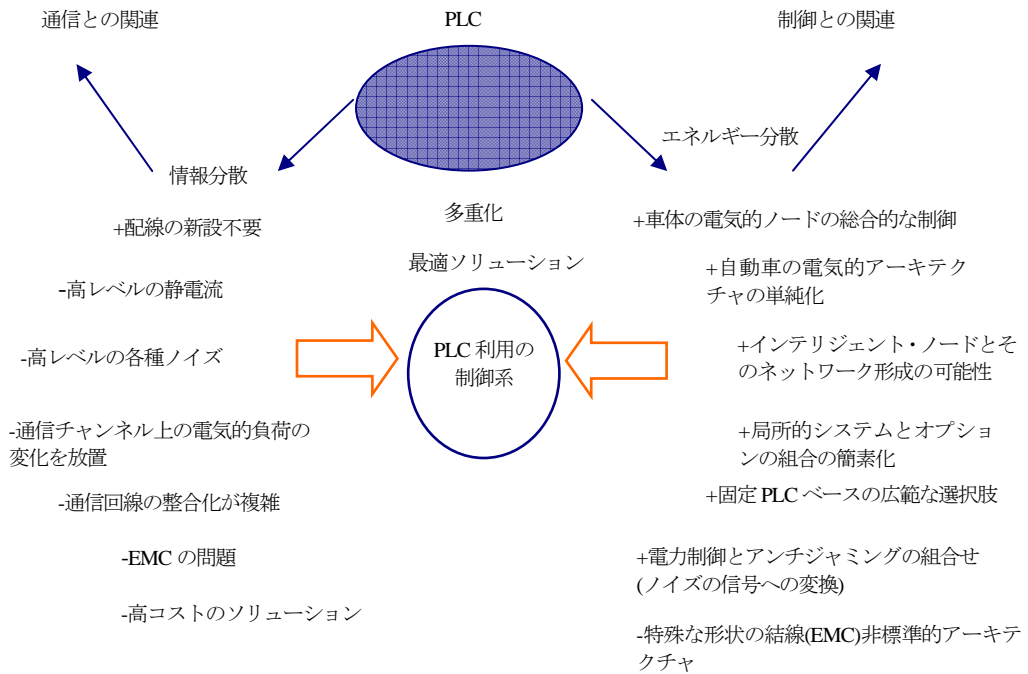 通信との関連
PLC
制御との関連
エネルギー分散
情報分散
多重化
+配線の新設不要
+車体の電気的ノードの総合的な制御
最適ソリューション
+自動車の電気的アーキテク
チャの単純化
-高レベルの静電流
PLC 利用の
制御系
-高レベルの各種ノイズ
+インテリジェント・ノードとそ
のネットワーク形成の可能性
-通信チャンネル上の電気的負荷の
変化を放置
+局所的システムとオプショ
ンの組合の簡素化
-通信回線の整合化が複雑
+固定 PLC ベースの広範な選択肢
-EMC の問題
+電力制御とアンチジャミングの組合せ
(ノイズの信号への変換)
-高コストのソリューション
-特殊な形状の結線(EMC)非標準的アーキテ
クチャ